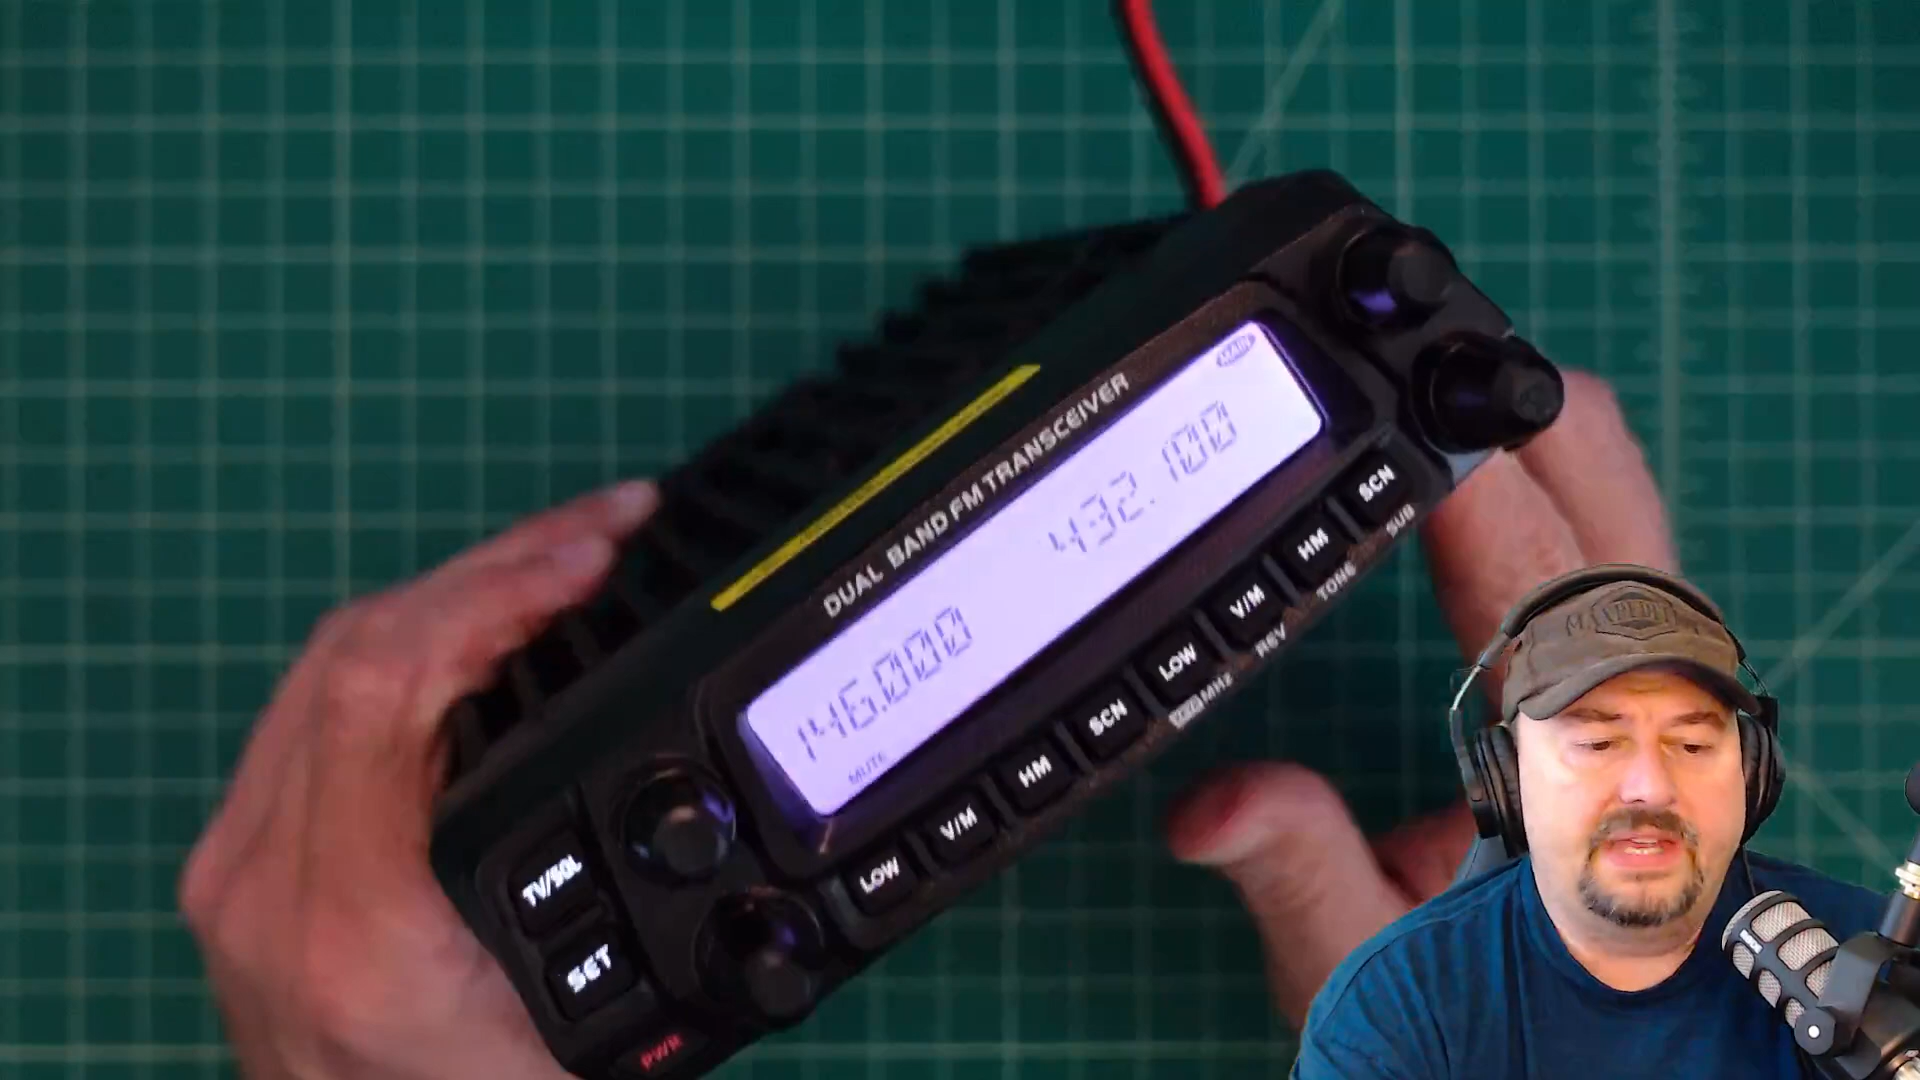 DUAL BAND FM TRANSCEIVER
MAIN
146.000
432.100
MUTE
TV/SQL
SET
PWR
LOW
V/M
HM
SCN
LOW
V/M
HM
SCN
MHz
REV
TONE
SUB